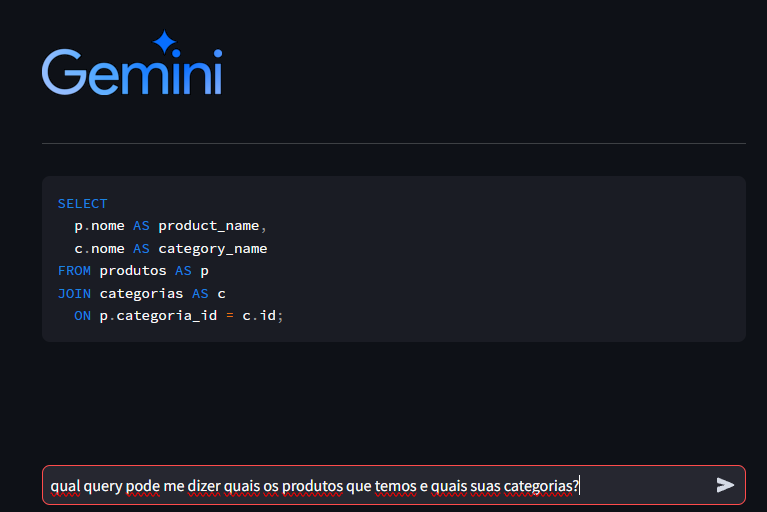 Gemini
SELECT
p.nome AS product_name,
c.nome AS category_name
FROM produtos AS p
JOIN categorias AS c
ON p.categoria_id = c.id;
qual query pode me dizer quais os produtos que temos e quais suas categorias?